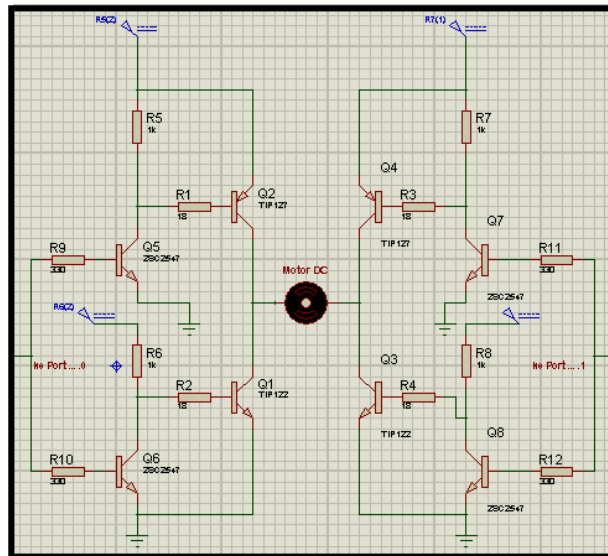 R5(2)
R7(1)
R5
1k
R7
1k
Q4
R1
18
Q2
TIP127
R3
18
Q7
TIP127
R9
330
Q5
2SC2547
Motor DC
R11
330
2SC2547
R6(2)
R6
1k
R8
1k
ke Port....0
ke Port....1
R2
18
Q1
TIP122
Q3
R4
18
TIP122
Q8
R10
330
Q6
2SC2547
R12
330
2SC2547